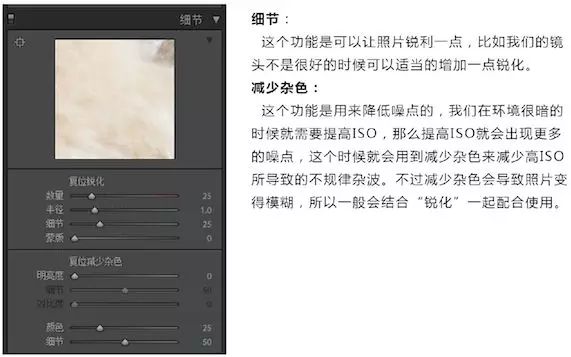 细节
复位锐化
数量 25
半径 1.0
细节 25
蒙版 0
复位减少杂色
明亮度 0
细节 50
对比度 0
颜色 25
细节 50
细节：
这个功能是可以让照片锐利一点，比如我们的镜
头不是很好的时候可以适当的增加一点锐化。
减少杂色：
这个功能是用来降低噪点的，我们在环境很暗的
时候就需要提高ISO，那么提高ISO就会出现更多
的噪点，这个时候就会用到减少杂色来减少高ISO
所导致的不规律杂波。不过减少杂色会导致照片变
得模糊，所以一般会结合“锐化”一起配合使用。